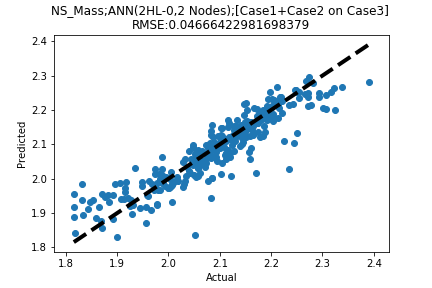 NS_Mass;ANN(2HL-0,2 Nodes);[Case1+Case2 on Case3]
RMSE:0.04666422981698379
2.4
2.3
2.2
2.1
2.0
1.9
1.8
Predicted
1.8 1.9 2.0 2.1 2.2 2.3 2.4
Actual